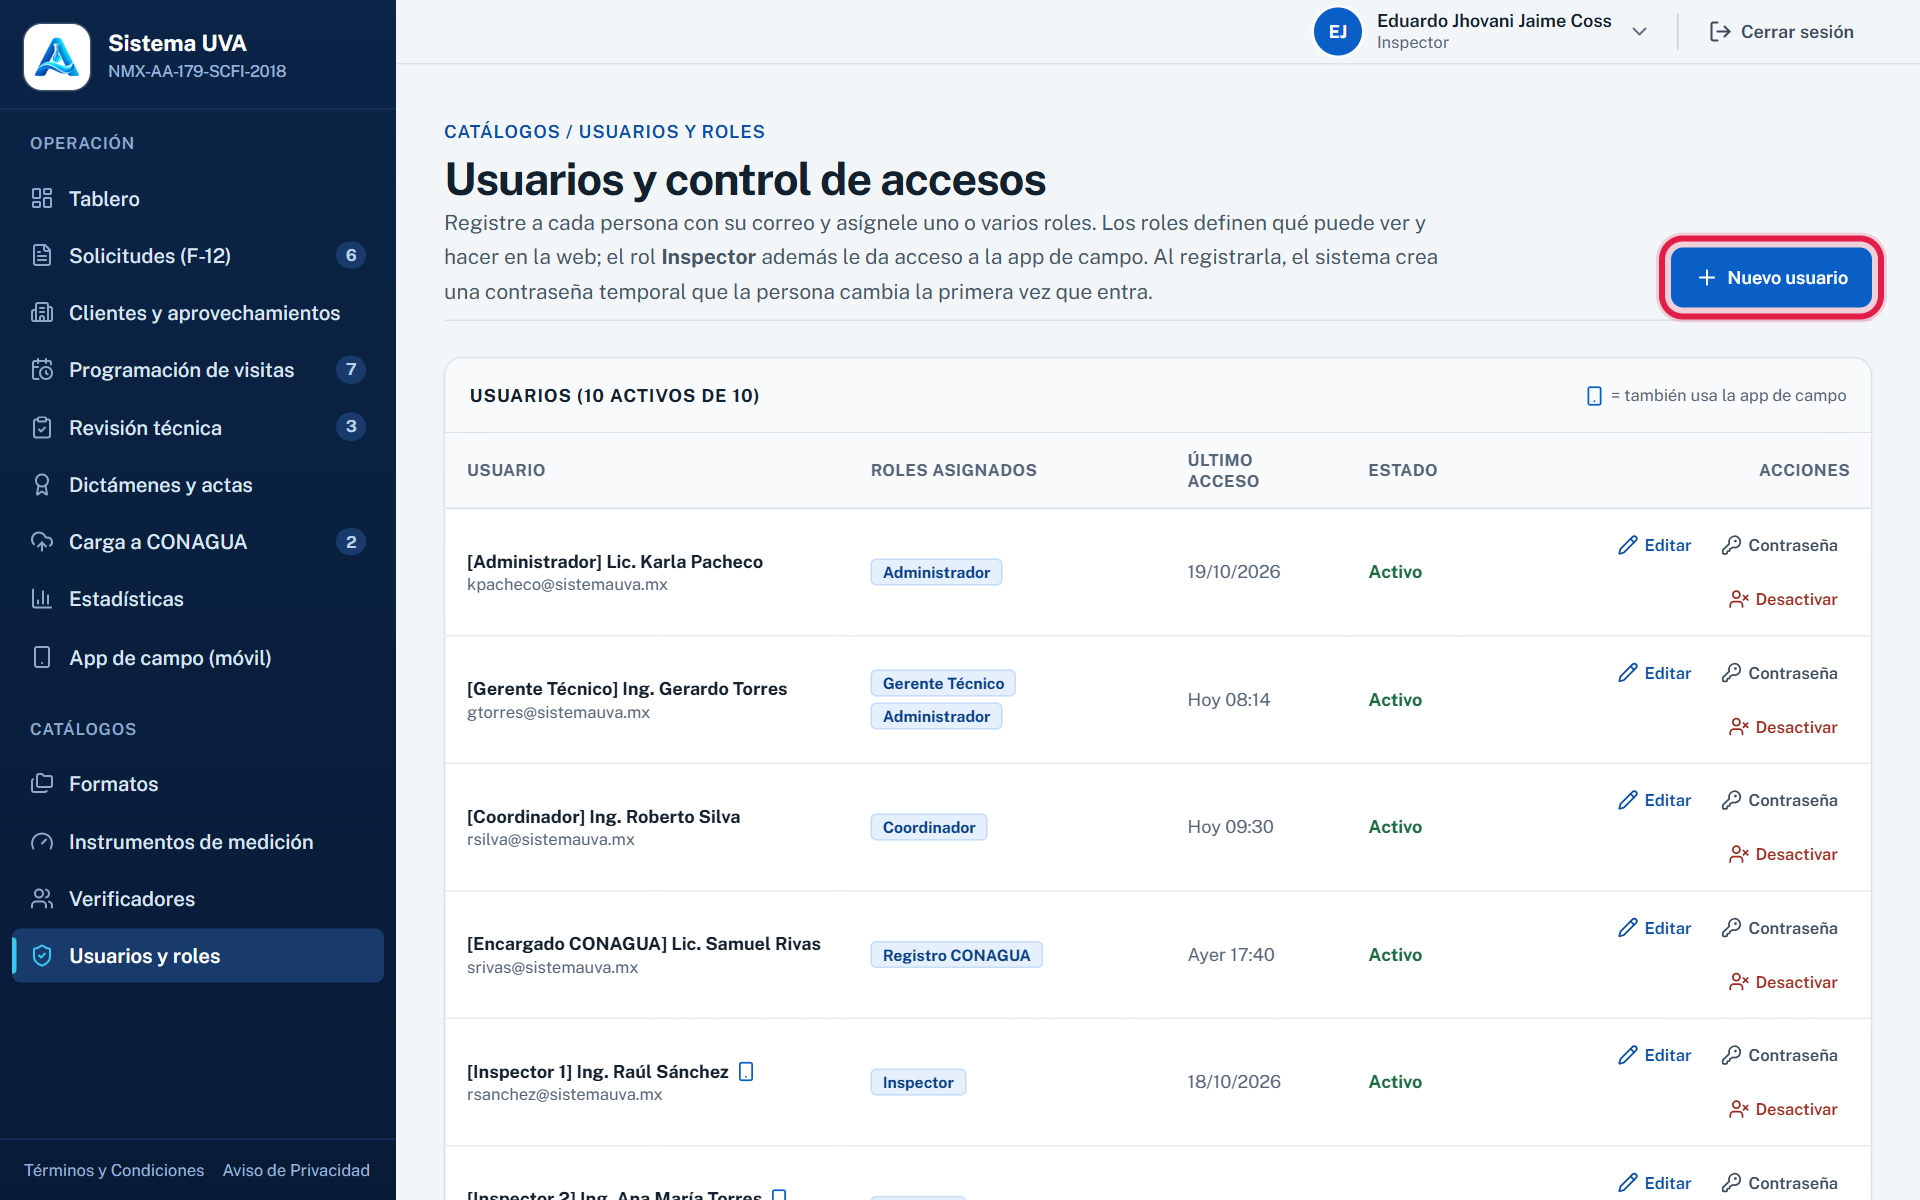 Sistema UVA
NMX-AA-179-SCFI-2018
OPERACIÓN
Tablero
Solicitudes (F-12) 6
Clientes y aprovechamientos
Programación de visitas 7
Revisión técnica 3
Dictámenes y actas
Carga a CONAGUA 2
Estadísticas
App de campo (móvil)
CATÁLOGOS
Formatos
Instrumentos de medición
Verificadores
Usuarios y roles
Términos y Condiciones Aviso de Privacidad
EJ
Eduardo Jhovani Jaime Coss
Inspector
Cerrar sesión
CATÁLOGOS / USUARIOS Y ROLES
Usuarios y control de accesos
Registre a cada persona con su correo y asígnele uno o varios roles. Los roles definen qué puede ver y
hacer en la web; el rol Inspector además le da acceso a la app de campo. Al registrarla, el sistema crea
una contraseña temporal que la persona cambia la primera vez que entra.
Nuevo usuario
USUARIOS (10 ACTIVOS DE 10)
= también usa la app de campo
USUARIO ROLES ASIGNADOS ÚLTIMO ACCESO ESTADO ACCIONES
[Administrador] Lic. Karla Pacheco
kpacheco@sistemauva.mx
Administrador
19/10/2026
Activo
Editar Contraseña
Desactivar
[Gerente Técnico] Ing. Gerardo Torres
gtorres@sistemauva.mx
Gerente Técnico
Administrador
Hoy 08:14
Activo
Editar Contraseña
Desactivar
[Coordinador] Ing. Roberto Silva
rsilva@sistemauva.mx
Coordinador
Hoy 09:30
Activo
Editar Contraseña
Desactivar
[Encargado CONAGUA] Lic. Samuel Rivas
srivas@sistemauva.mx
Registro CONAGUA
Ayer 17:40
Activo
Editar Contraseña
Desactivar
[Inspector 1] Ing. Raúl Sánchez
rsanchez@sistemauva.mx
Inspector
18/10/2026
Activo
Editar Contraseña
Desactivar
[Inspector 2] Ing. Ana María Torres
Editar Contraseña